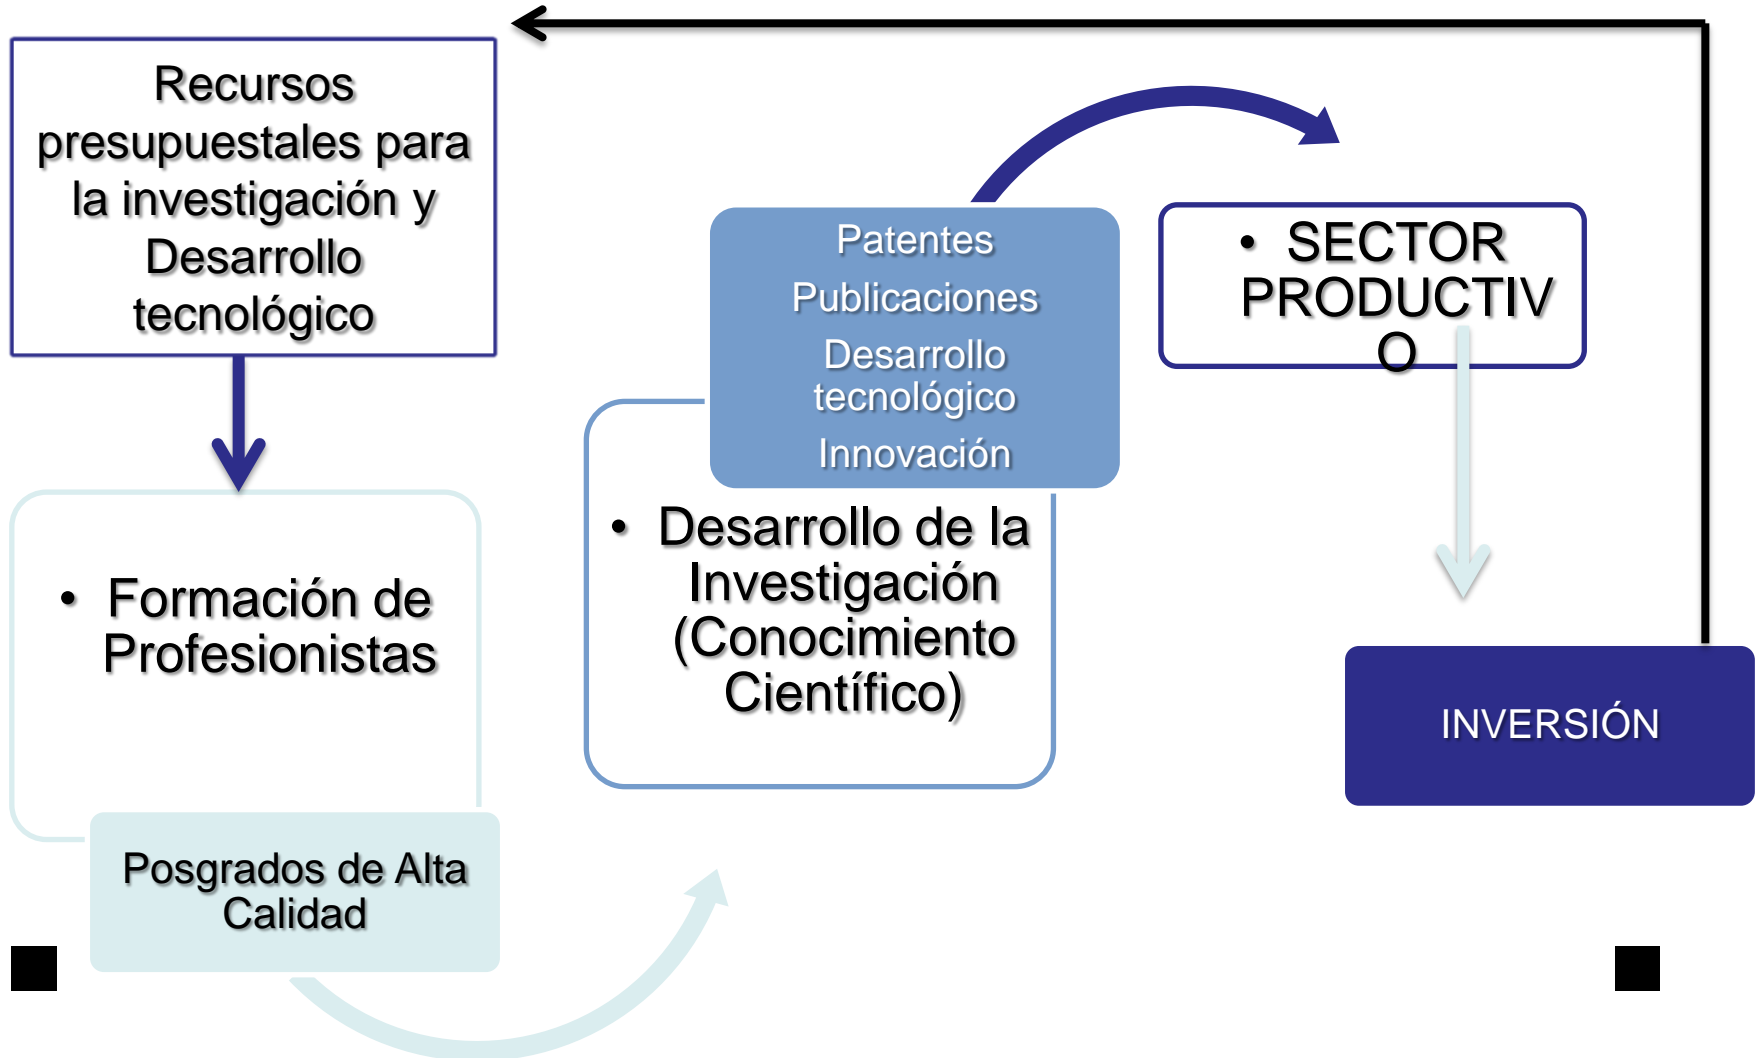 Recursos
presupuestales para
la investigación y
Desarrollo
tecnológico
Patentes
Publicaciones
Desarrollo
tecnológico
Innovación
• SECTOR
PRODUCTIV
O
• Desarrollo de la
Investigación
(Conocimiento
Científico)
• Formación de
Profesionistas
INVERSIÓN
Posgrados de Alta
Calidad